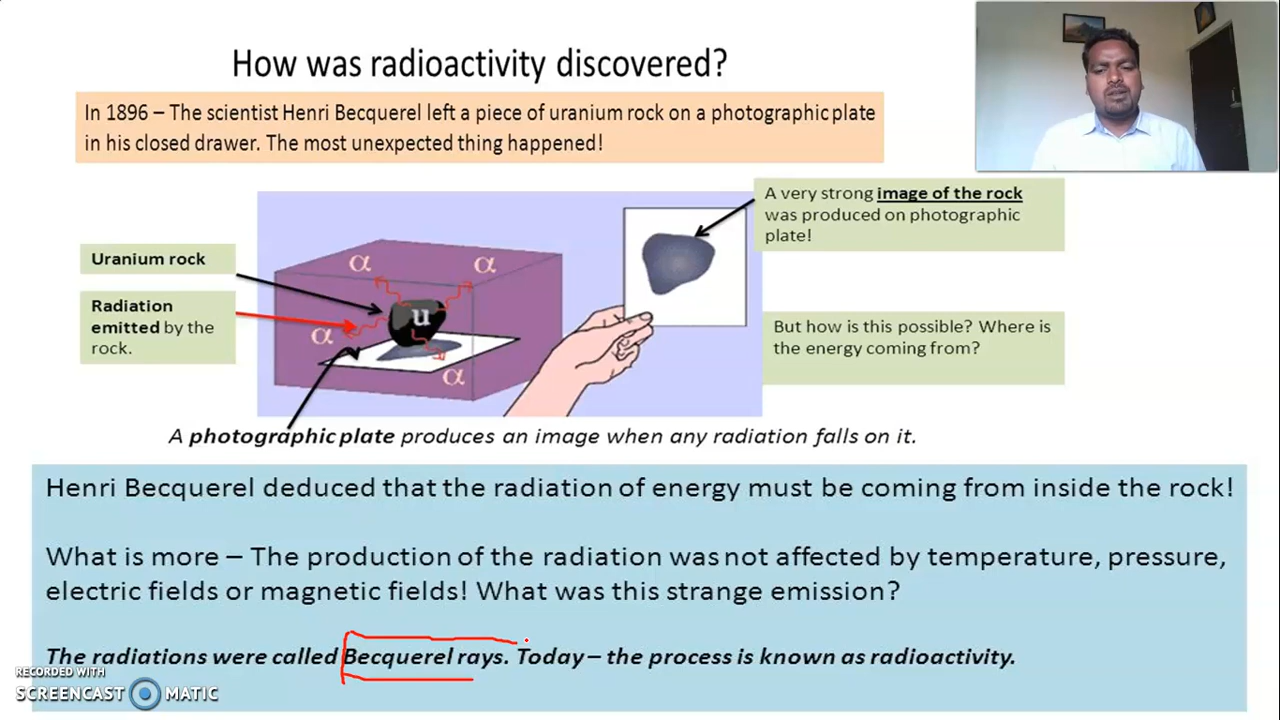 How was radioactivity discovered?
In 1896 – The scientist Henri Becquerel left a piece of uranium rock on a photographic plate
in his closed drawer. The most unexpected thing happened!
A very strong image of the rock
was produced on photographic
plate!
Uranium rock
Radiation
emitted by the
rock.
α
α
α
α
u
But how is this possible? Where is
the energy coming from?
A photographic plate produces an image when any radiation falls on it.
Henri Becquerel deduced that the radiation of energy must be coming from inside the rock!
What is more – The production of the radiation was not affected by temperature, pressure,
electric fields or magnetic fields! What was this strange emission?
The radiations were called Becquerel rays. Today – the process is known as radioactivity.
RECORDED WITH
SCREENCAST MATIC